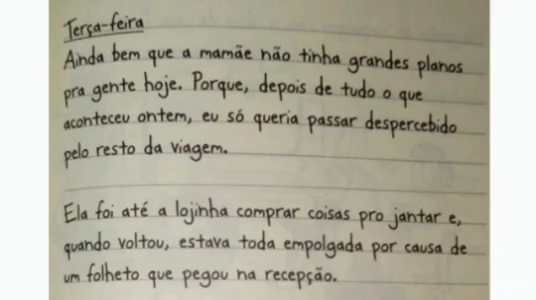 Terça-feira
Ainda bem que a mamãe não tinha grandes planos
pra gente hoje. Porque, depois de tudo o que
aconteceu ontem, eu só queria passar despercebido
pelo resto da viagem.
Ela foi até a lojinha comprar coisas pro jantar e,
quando voltou, estava toda empolgada por causa de
um folheto que pegou na recepção.